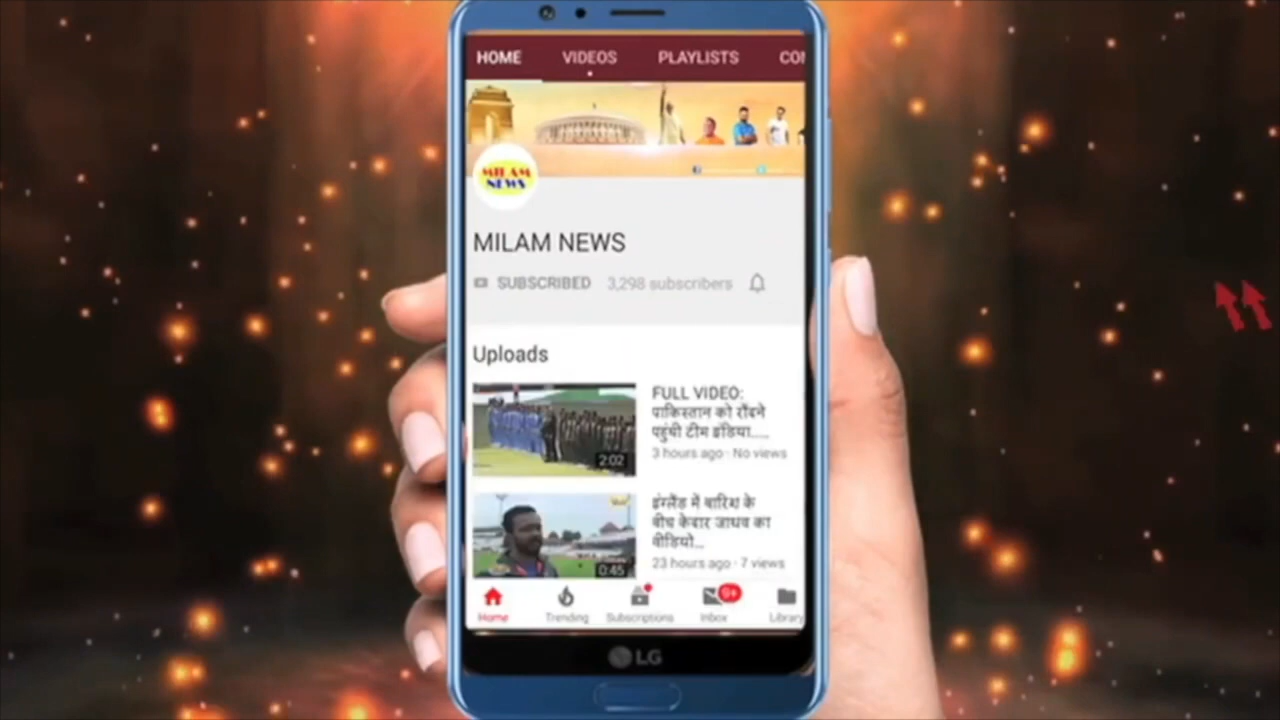 HOME VIDEOS PLAYLISTS CO
MILAM
NEWS
MILAM NEWS
SUBSCRIBED 3,298 subscribers
Uploads
FULL VIDEO:
पाकिस्तान को रौंदने
पहुंची टीम इंडिया.....
3 hours ago · No views
2:02
इंग्लैंड में बारिश के
बीच केदार जाधव का
वीडियो...
23 hours ago · 7 views
0:45
9+
Home Trending Subscriptions Inbox Library
LG